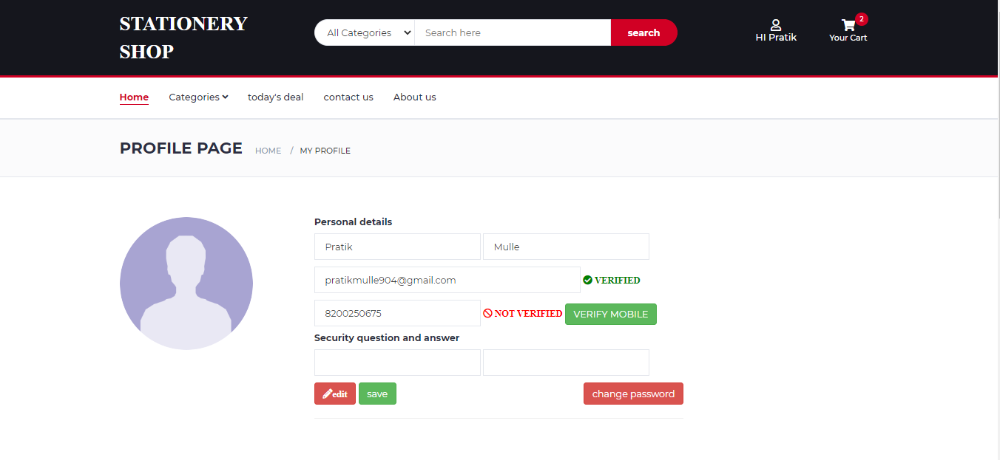 STATIONERY
SHOP
All Categories
Search here
search
HI Pratik
2
Your Cart
Home
Categories
today's deal
contact us
About us
PROFILE PAGE
HOME / MY PROFILE
Personal details
Pratik
Mulle
pratikmulle904@gmail.com
VERIFIED
8200250675
NOT VERIFIED
VERIFY MOBILE
Security question and answer
edit
save
change password